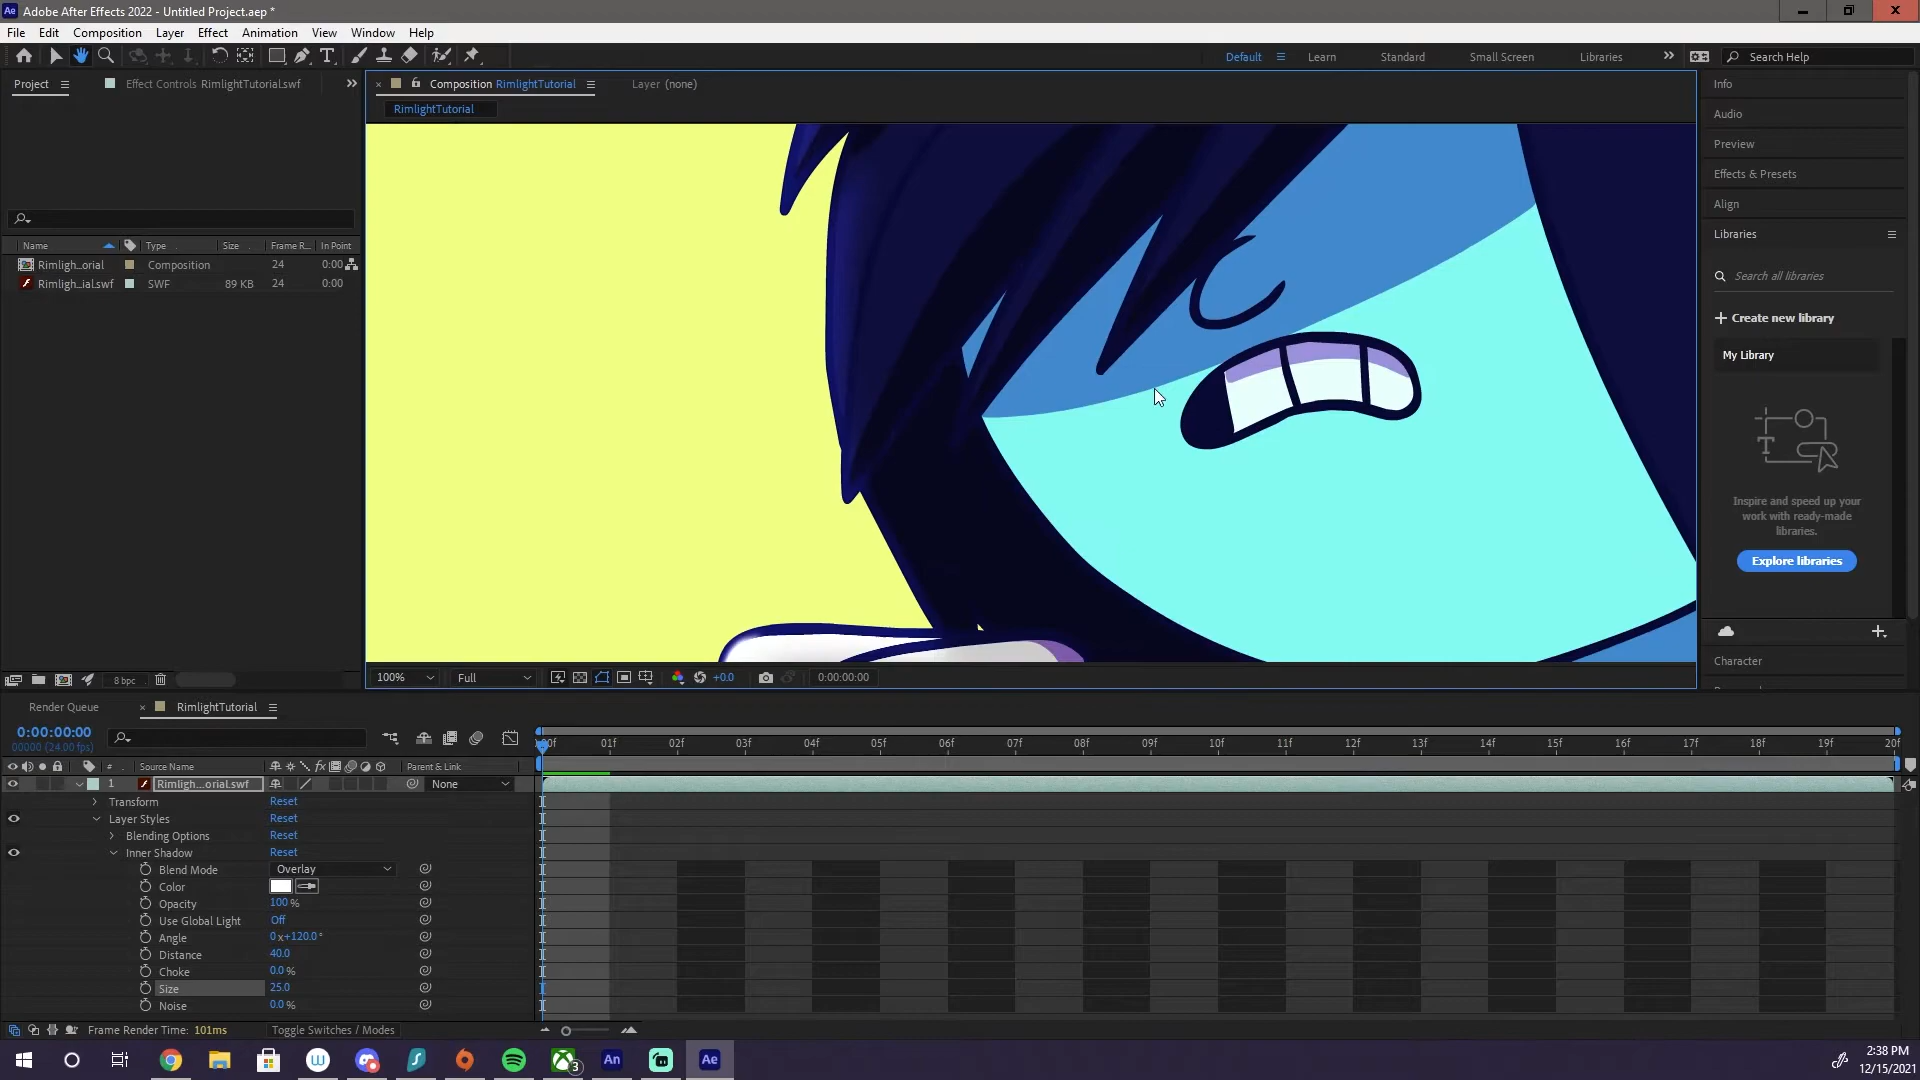 Ae Adobe After Effects 2022 - Untitled Project.aep *
File Edit Composition Layer Effect Animation View Window Help
Default Learn Standard Small Screen Libraries Search Help
Project Effect Controls RimlightTutorial.swf
Composition RimlightTutorial Layer (none)
RimlightTutorial
Name Type Size Frame R... In Point
Rimligh_orial Composition 24 0:00
Rimligh_ial.swf SWF 89 KB 24 0:00
8 bpc
100% Full +0.0 0:00:00:00
Info
Audio
Preview
Effects & Presets
Align
Libraries
Search all libraries
Create new library
My Library
Inspire and speed up your
work with ready-made
libraries.
Explore libraries
Character
Render Queue RimlightTutorial
0:00:00:00
00000 (24.00 fps)
:00f 01f 02f 03f 04f 05f 06f 07f 08f 09f 10f 11f 12f 13f 14f 15f 16f 17f 18f 19f 20f
# Source Name fx Parent & Link
1 Rimligh...orial.swf None
Transform Reset
Layer Styles Reset
Blending Options Reset
Inner Shadow Reset
Blend Mode Overlay
Color
Opacity 100 %
Use Global Light Off
Angle 0 x+120.0 °
Distance 40.0
Choke 0.0 %
Size 25.0
Noise 0.0 %
Frame Render Time: 101ms Toggle Switches / Modes
W 3 An Ae
2:38 PM
12/15/2021